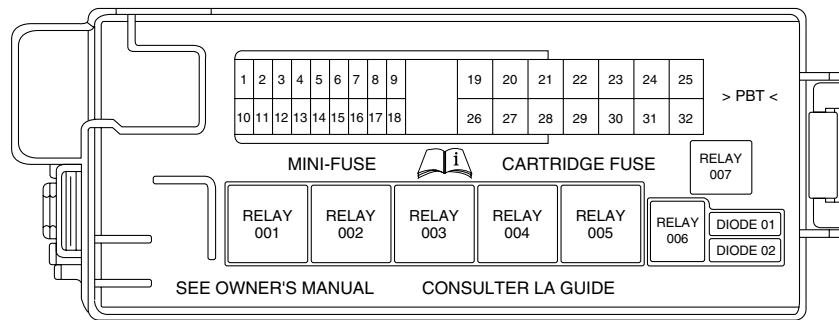 1 2 3 4 5 6 7 8 9 19 20 21 22 23 24 25
> PBT <
10 11 12 13 14 15 16 17 18 26 27 28 29 30 31 32
MINI-FUSE i CARTRIDGE FUSE
RELAY
007
RELAY
001
RELAY
002
RELAY
003
RELAY
004
RELAY
005
RELAY
006
DIODE 01
DIODE 02
SEE OWNER'S MANUAL CONSULTER LA GUIDE